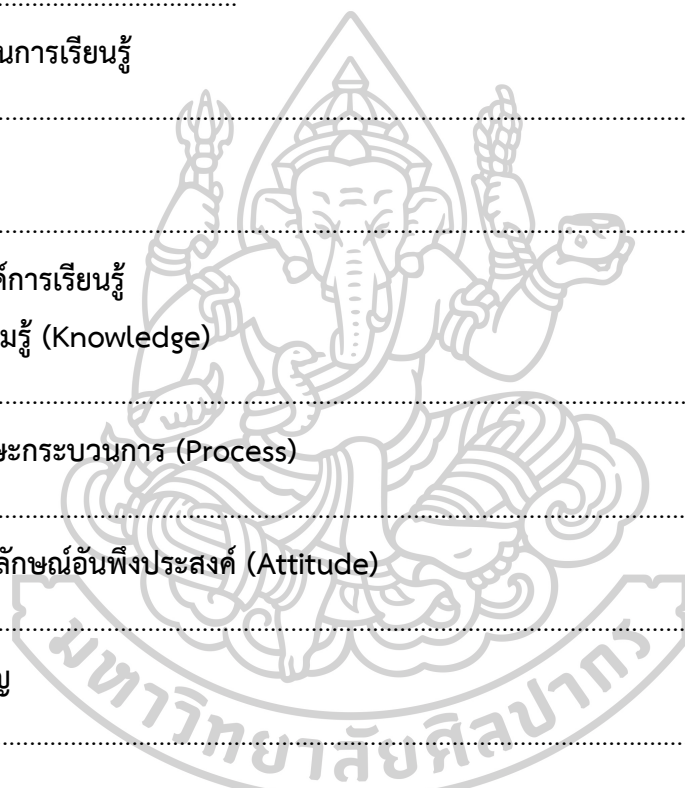 นการเรียนรู้
ค์การเรียนรู้
มรู้ (Knowledge)
ษะกระบวนการ (Process)
ลักษณ์อันพึงประสงค์ (Attitude)
ญ
มหาวิทยาลัยศิลปากร